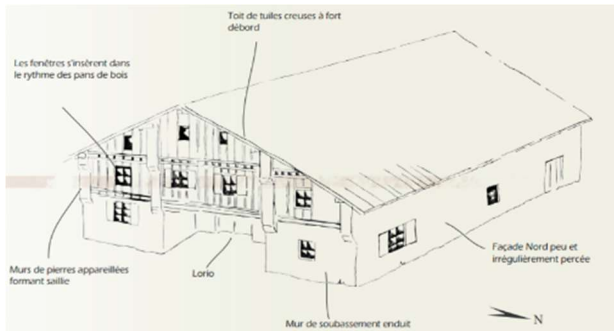 Toit de tuiles creuses à fort
débord
Les fenêtres s'insèrent dans
le rythme des pans de bois
Murs de pierres appareillées
formant saillie
Lorio
Façade Nord peu et
irrégulièrement percée
Mur de soubassement enduit
N